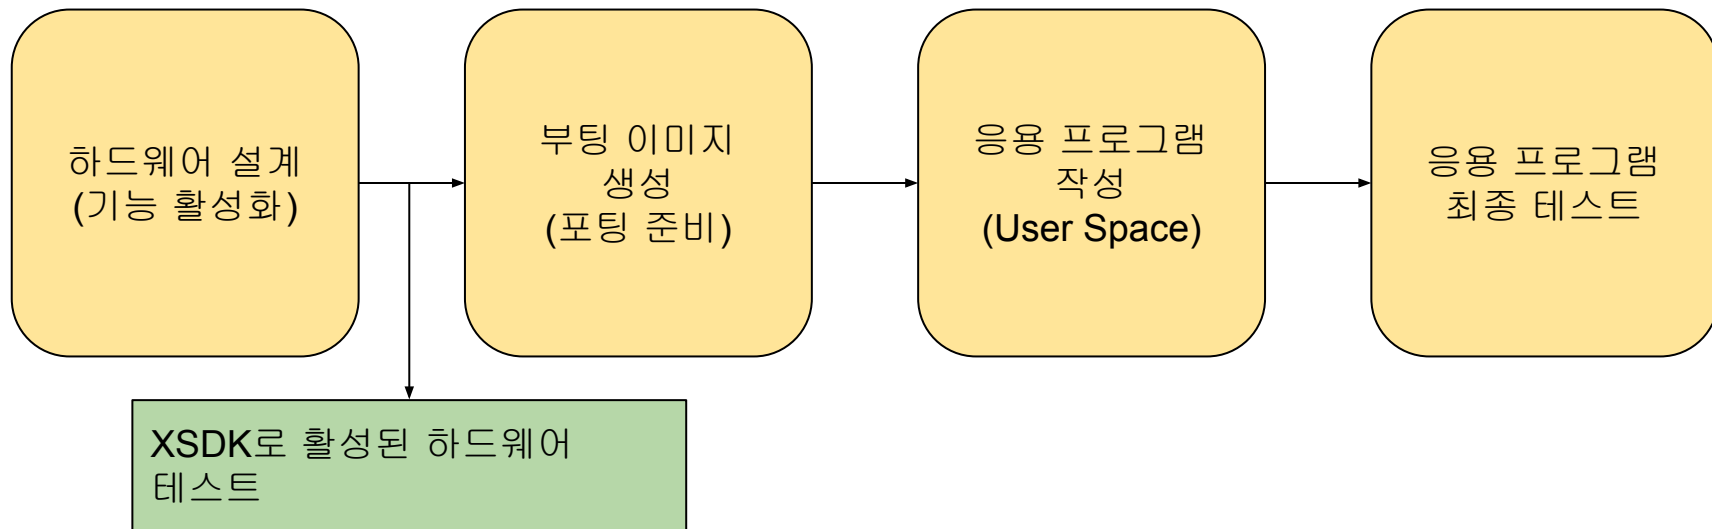 하드웨어 설계
(기능 활성화)
부팅 이미지
생성
(포팅 준비)
응용 프로그램
작성
(User Space)
응용 프로그램
최종 테스트
XSDK로 활성된 하드웨어
테스트